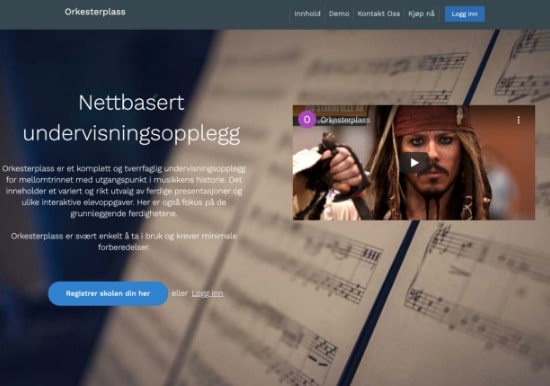 Orkesterplass
Innhold
Demo
Kontakt Oss
Kjøp nå
Logg inn
Nettbasert
undervisningsopplegg
Orkesterplass er et komplett og tverrfaglig undervisningsopplegg
for mellomtrinnet med utgangspunkt i musikkens historie. Det
inneholder et variert og rikt utvalg av ferdige presentasjoner og
ulike interaktive elevoppgaver. Her er også fokus på de
grunnleggende ferdighetene.
Orkesterplass er svært enkelt å ta i bruk og krever minimale
forberedelser.
Registrer skolen din her
eller Logg inn
STORMFULLE
O
Orkesterplass